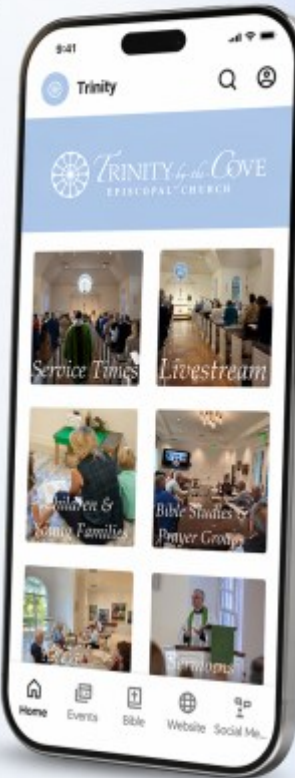 9:41
Trinity
TRINITY by the COVE
EPISCOPAL CHURCH
Service Times
Livestream
Children &
Young Families
Bible Studies &
Prayer Groups
Sermons
Home
Events
Bible
Website
Social Me...